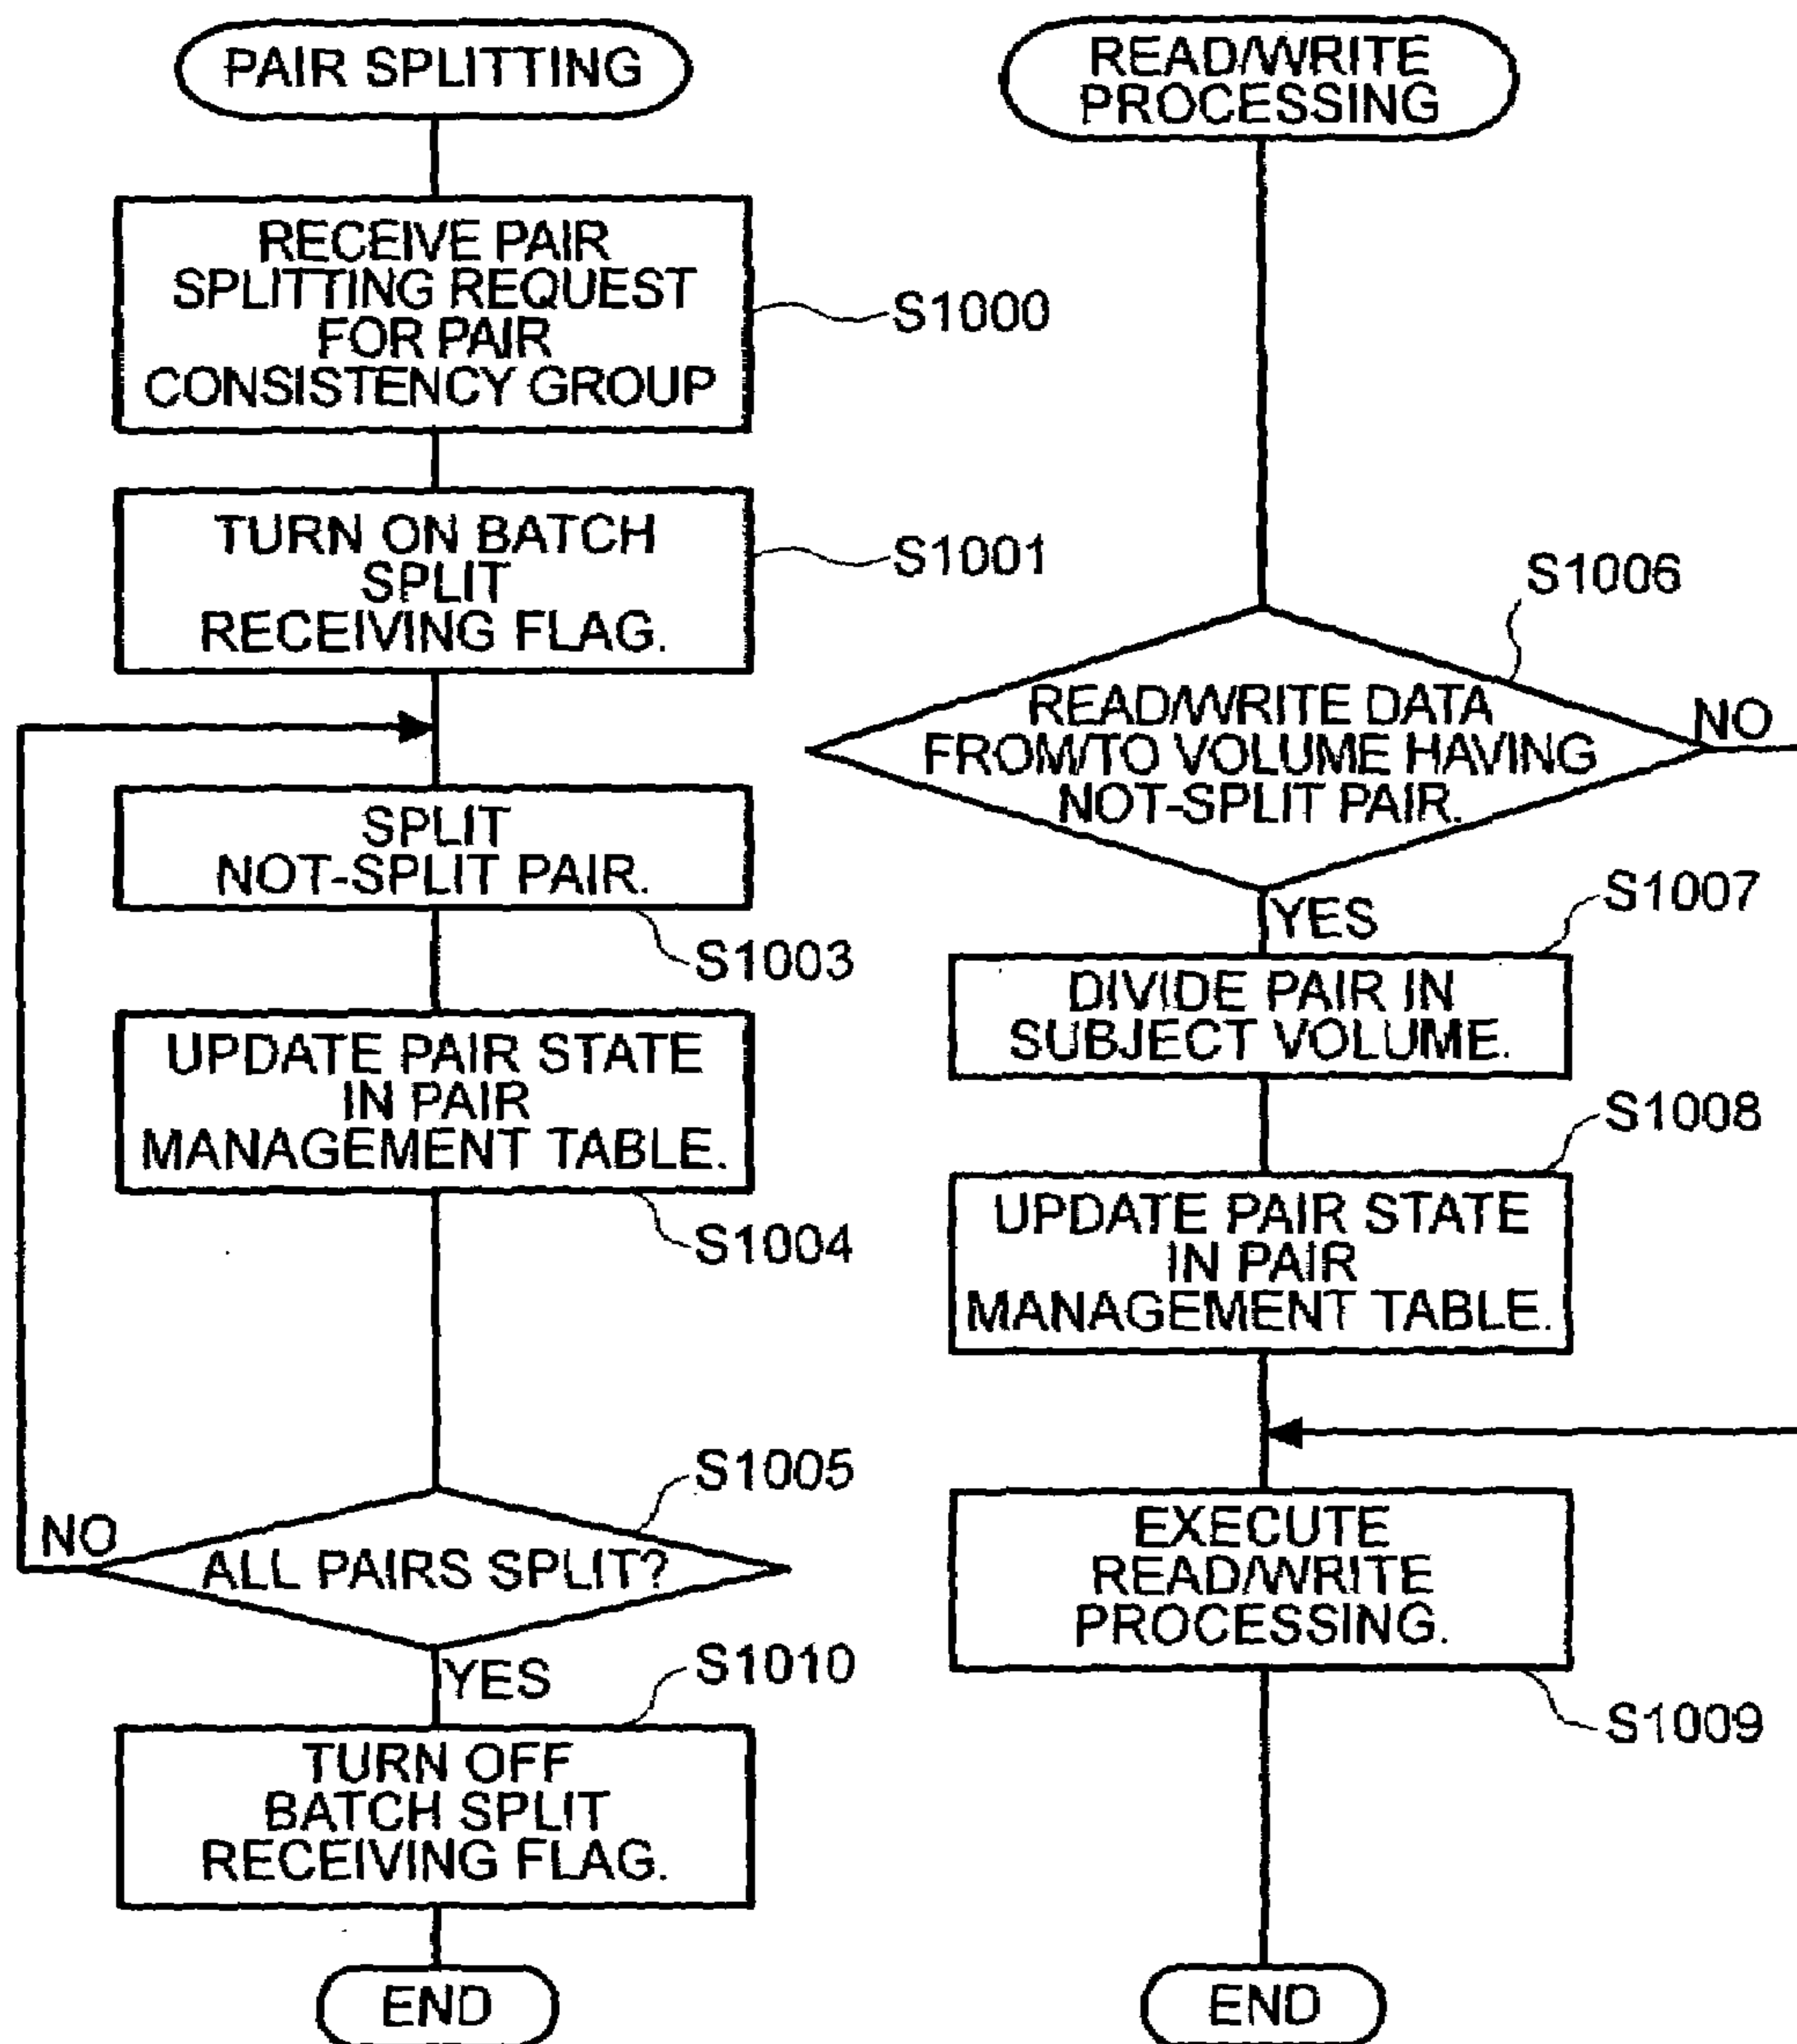 PAIR SPLITTING
RECEIVE PAIR
SPLITTING REQUEST
FOR PAIR
CONSISTENCY GROUP
S1000
TURN ON BATCH
SPLIT
RECEIVING FLAG.
S1001
SPLIT
NOT-SPLIT PAIR.
S1003
UPDATE PAIR STATE
IN PAIR
MANAGEMENT TABLE.
S1004
S1005
NO
ALL PAIRS SPLIT?
YES
S1010
TURN OFF
BATCH SPLIT
RECEIVING FLAG.
END
READ/WRITE
PROCESSING
S1006
READ/WRITE DATA
FROM/TO VOLUME HAVING
NOT-SPLIT PAIR.
NO
YES
S1007
DIVIDE PAIR IN
SUBJECT VOLUME.
S1008
UPDATE PAIR STATE
IN PAIR
MANAGEMENT TABLE.
EXECUTE
READ/WRITE
PROCESSING.
S1009
END